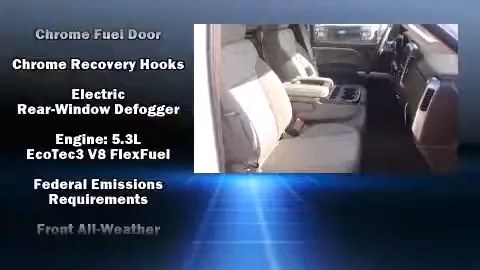 Chrome Fuel Door
Chrome Recovery Hooks
Electric
Rear-Window Defogger
Engine: 5.3L
EcoTec3 V8 FlexFuel
Federal Emissions
Requirements
Front All-Weather